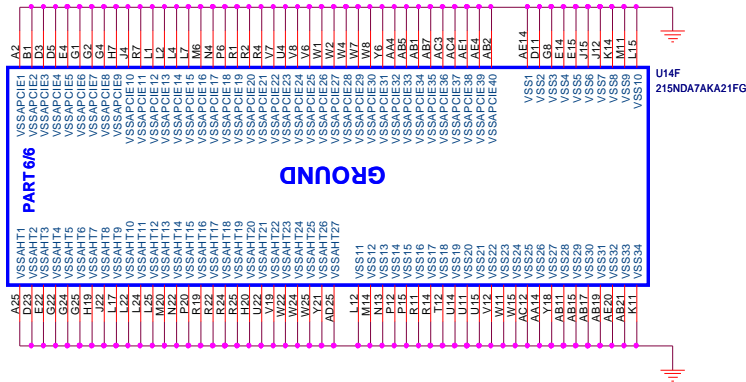 A2
B1
D3
D5
E4
G1
G2
G4
H7
J4
R7
L1
L2
L4
L7
M6
N4
P6
R1
R2
R4
V7
U4
V8
V6
W1
W2
W4
W7
W8
Y6
AA4
AB5
AB1
AB7
AC3
AC4
AE1
AE4
AB2
AE14
D11
G8
E14
E15
J15
J12
K14
M11
L15
U14F
215NDA7AKA21FG
VSSAPCIE1
VSSAPCIE2
VSSAPCIE3
VSSAPCIE4
VSSAPCIE5
VSSAPCIE6
VSSAPCIE7
VSSAPCIE8
VSSAPCIE9
VSSAPCIE10
VSSAPCIE11
VSSAPCIE12
VSSAPCIE13
VSSAPCIE14
VSSAPCIE15
VSSAPCIE16
VSSAPCIE17
VSSAPCIE18
VSSAPCIE19
VSSAPCIE20
VSSAPCIE21
VSSAPCIE22
VSSAPCIE23
VSSAPCIE24
VSSAPCIE25
VSSAPCIE26
VSSAPCIE27
VSSAPCIE28
VSSAPCIE29
VSSAPCIE30
VSSAPCIE31
VSSAPCIE32
VSSAPCIE33
VSSAPCIE34
VSSAPCIE35
VSSAPCIE36
VSSAPCIE37
VSSAPCIE38
VSSAPCIE39
VSSAPCIE40
VSS1
VSS2
VSS3
VSS4
VSS5
VSS6
VSS7
VSS8
VSS9
VSS10
PART 6/6
GROUND
VSSAHT1
VSSAHT2
VSSAHT3
VSSAHT4
VSSAHT5
VSSAHT6
VSSAHT7
VSSAHT8
VSSAHT9
VSSAHT10
VSSAHT11
VSSAHT12
VSSAHT13
VSSAHT14
VSSAHT15
VSSAHT16
VSSAHT17
VSSAHT18
VSSAHT19
VSSAHT20
VSSAHT21
VSSAHT22
VSSAHT23
VSSAHT24
VSSAHT25
VSSAHT26
VSSAHT27
VSS11
VSS12
VSS13
VSS14
VSS15
VSS16
VSS17
VSS18
VSS19
VSS20
VSS21
VSS22
VSS23
VSS24
VSS25
VSS26
VSS27
VSS28
VSS29
VSS30
VSS31
VSS32
VSS33
VSS34
A25
D23
E22
G22
G24
G25
H19
J22
L17
L22
L24
L25
M20
N22
P20
R19
R22
R24
R25
H20
U22
V19
W22
W24
W25
Y21
AD25
L12
M14
N13
P12
P15
R11
R14
T12
U14
U11
U15
V12
W11
W15
AC12
AA14
Y18
AB11
AB15
AB17
AB19
AE20
AB21
K11